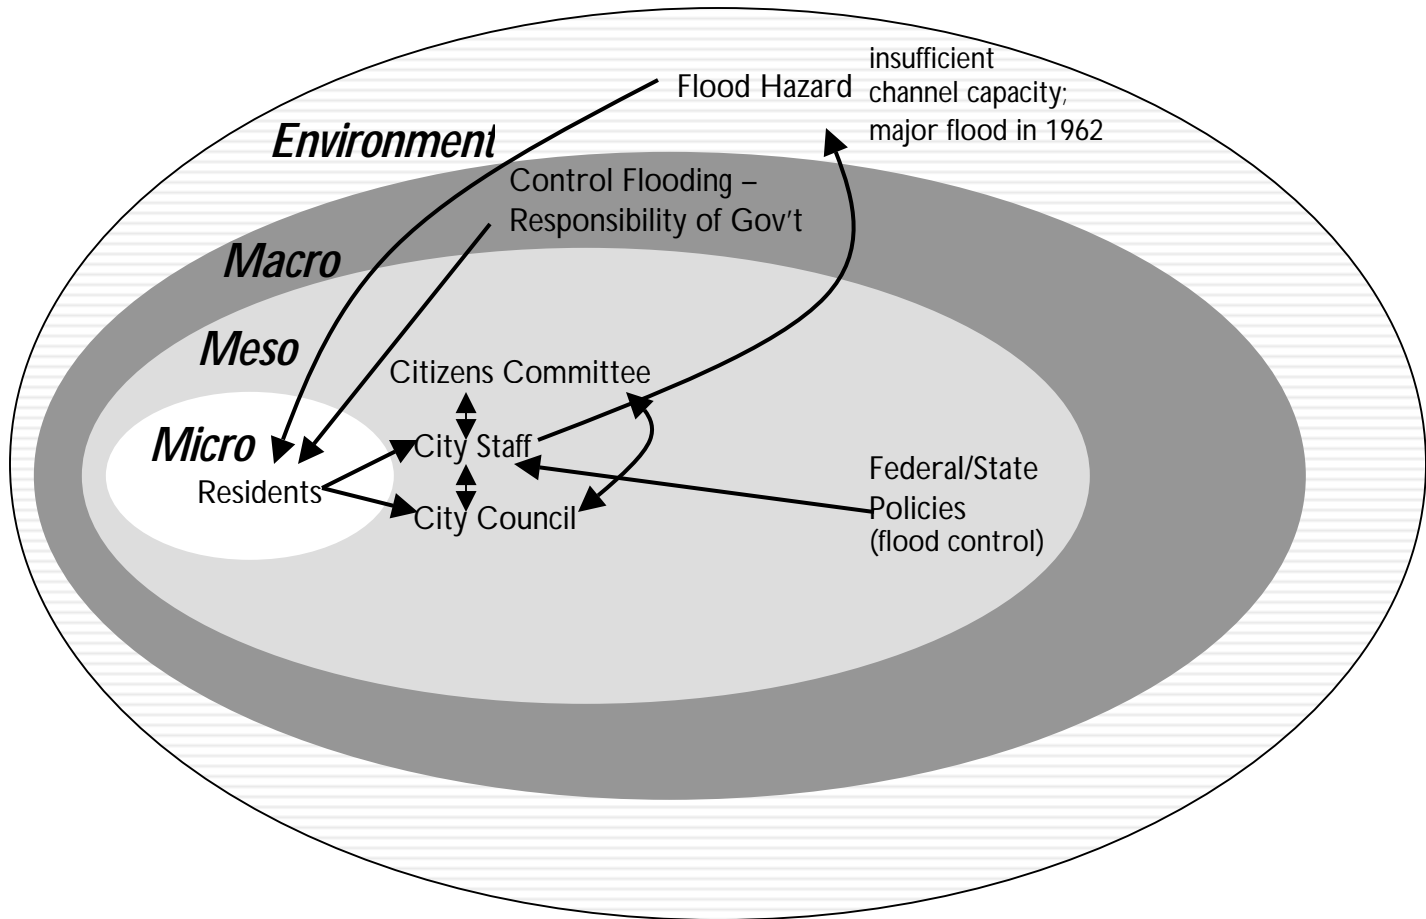 insufficient
Flood Hazard channel capacity;
major flood in 1962
Environment
Control Flooding –
Responsibility of Gov't
Macro
Meso
Citizens Committee
Micro
City Staff
Residents
City Council
Federal/State
Policies
(flood control)